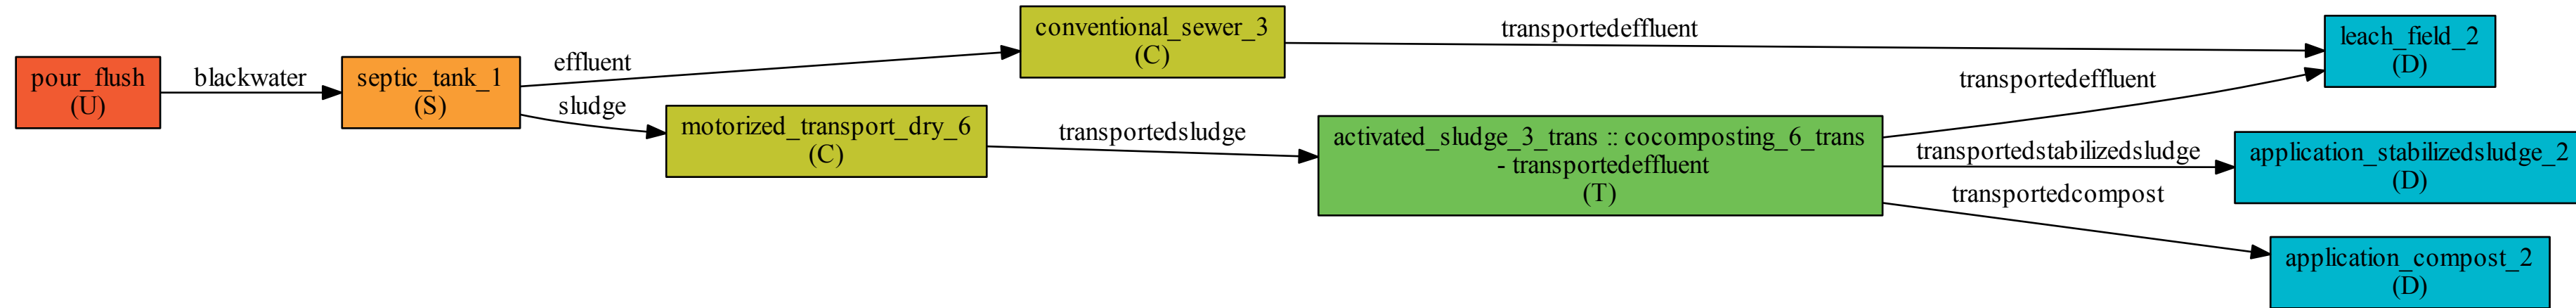 pour_flush
(U)
blackwater
septic_tank_1
(S)
effluent
sludge
conventional_sewer_3
(C)
motorized_transport_dry_6
(C)
transportedeffluent
transportedsludge
activated_sludge_3_trans :: cocomposting_6_trans
- transportedeffluent
(T)
transportedeffluent
transportedstabilizedsludge
transportedcompost
leach_field_2
(D)
application_stabilizedsludge_2
(D)
application_compost_2
(D)